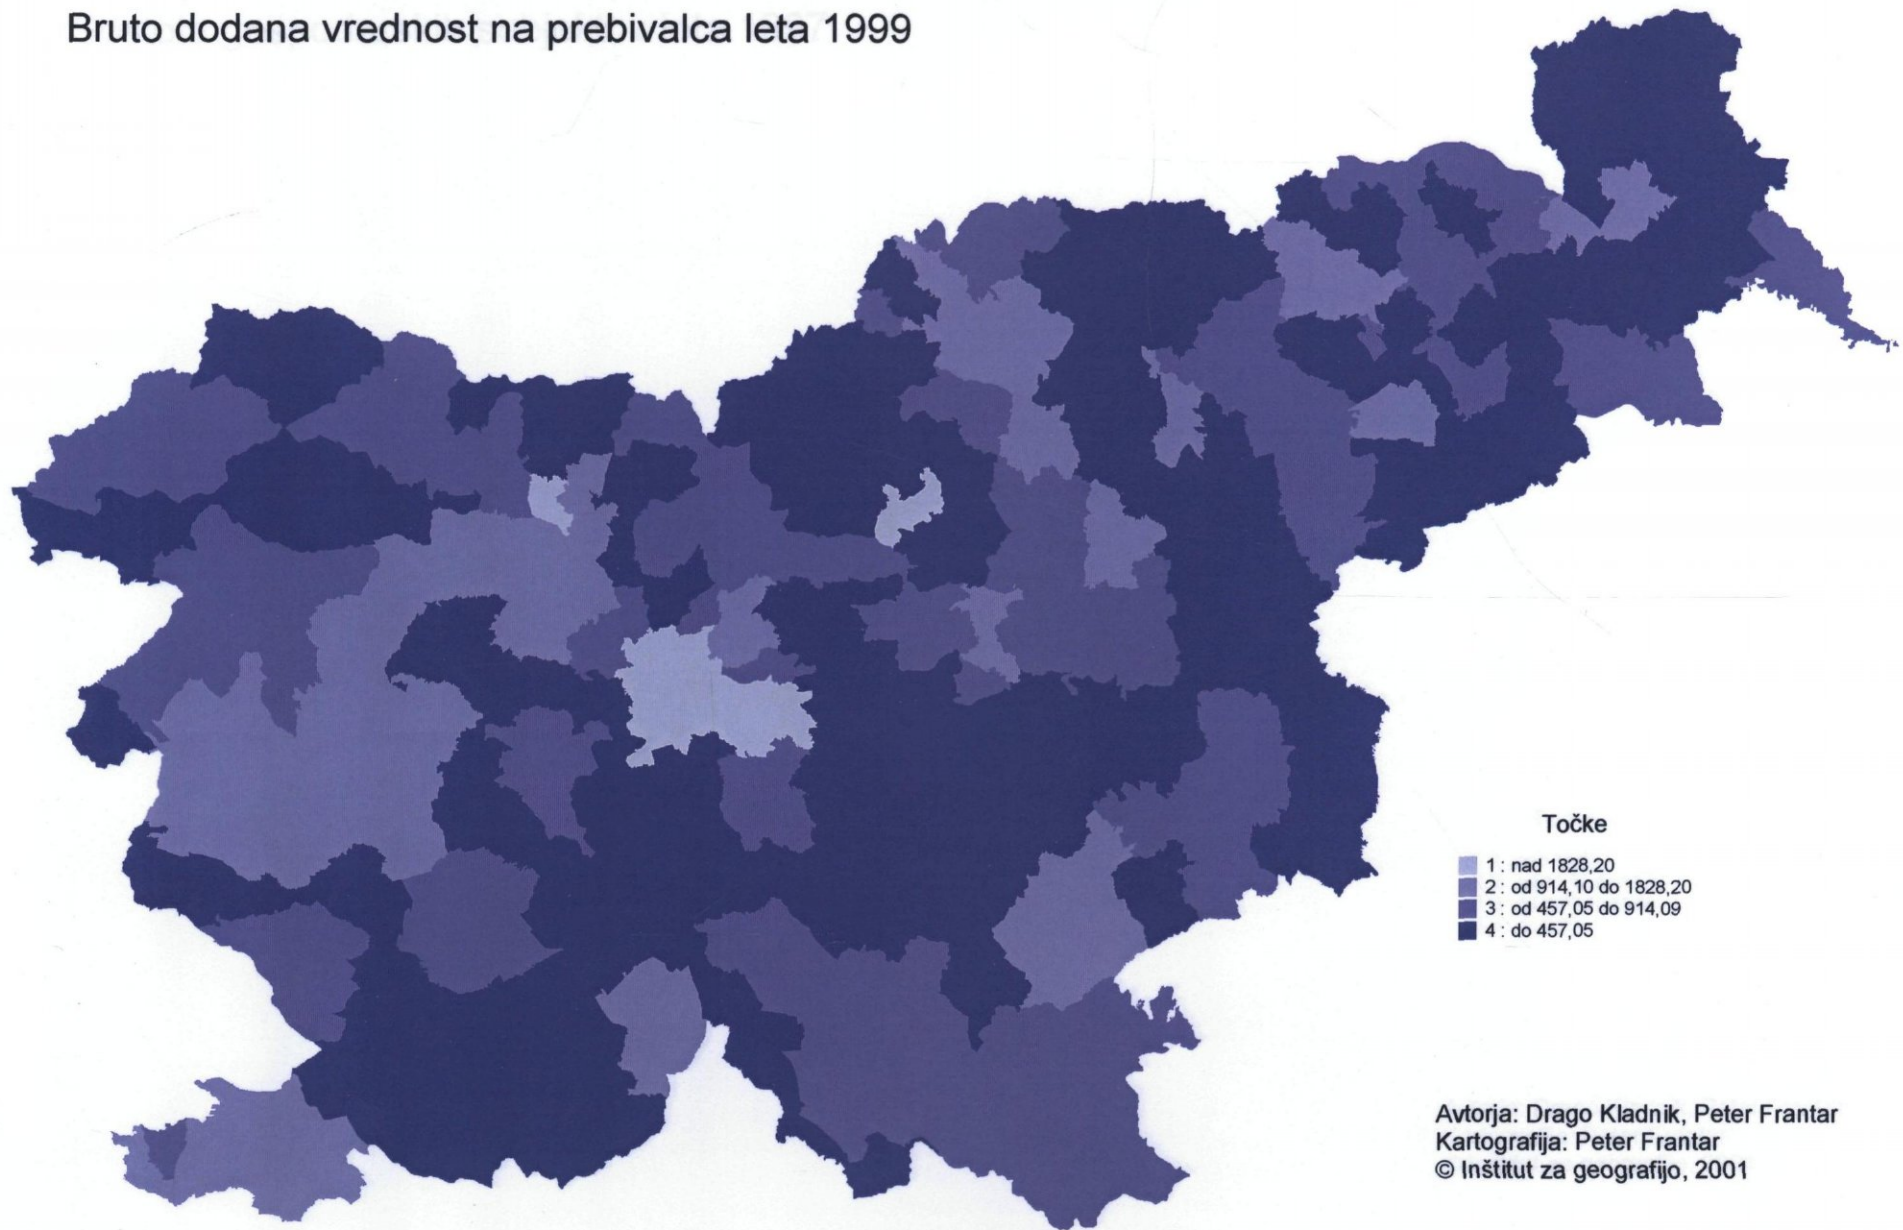 Bruto dodana vrednost na prebivalca leta 1999
Točke
1 : nad 1828,20
2 : od 914,10 do 1828,20
3 : od 457,05 do 914,09
4 : do 457,05
Avtorja: Drago Kladnik, Peter Frantar
Kartografija: Peter Frantar
© Inštitut za geografijo, 2001